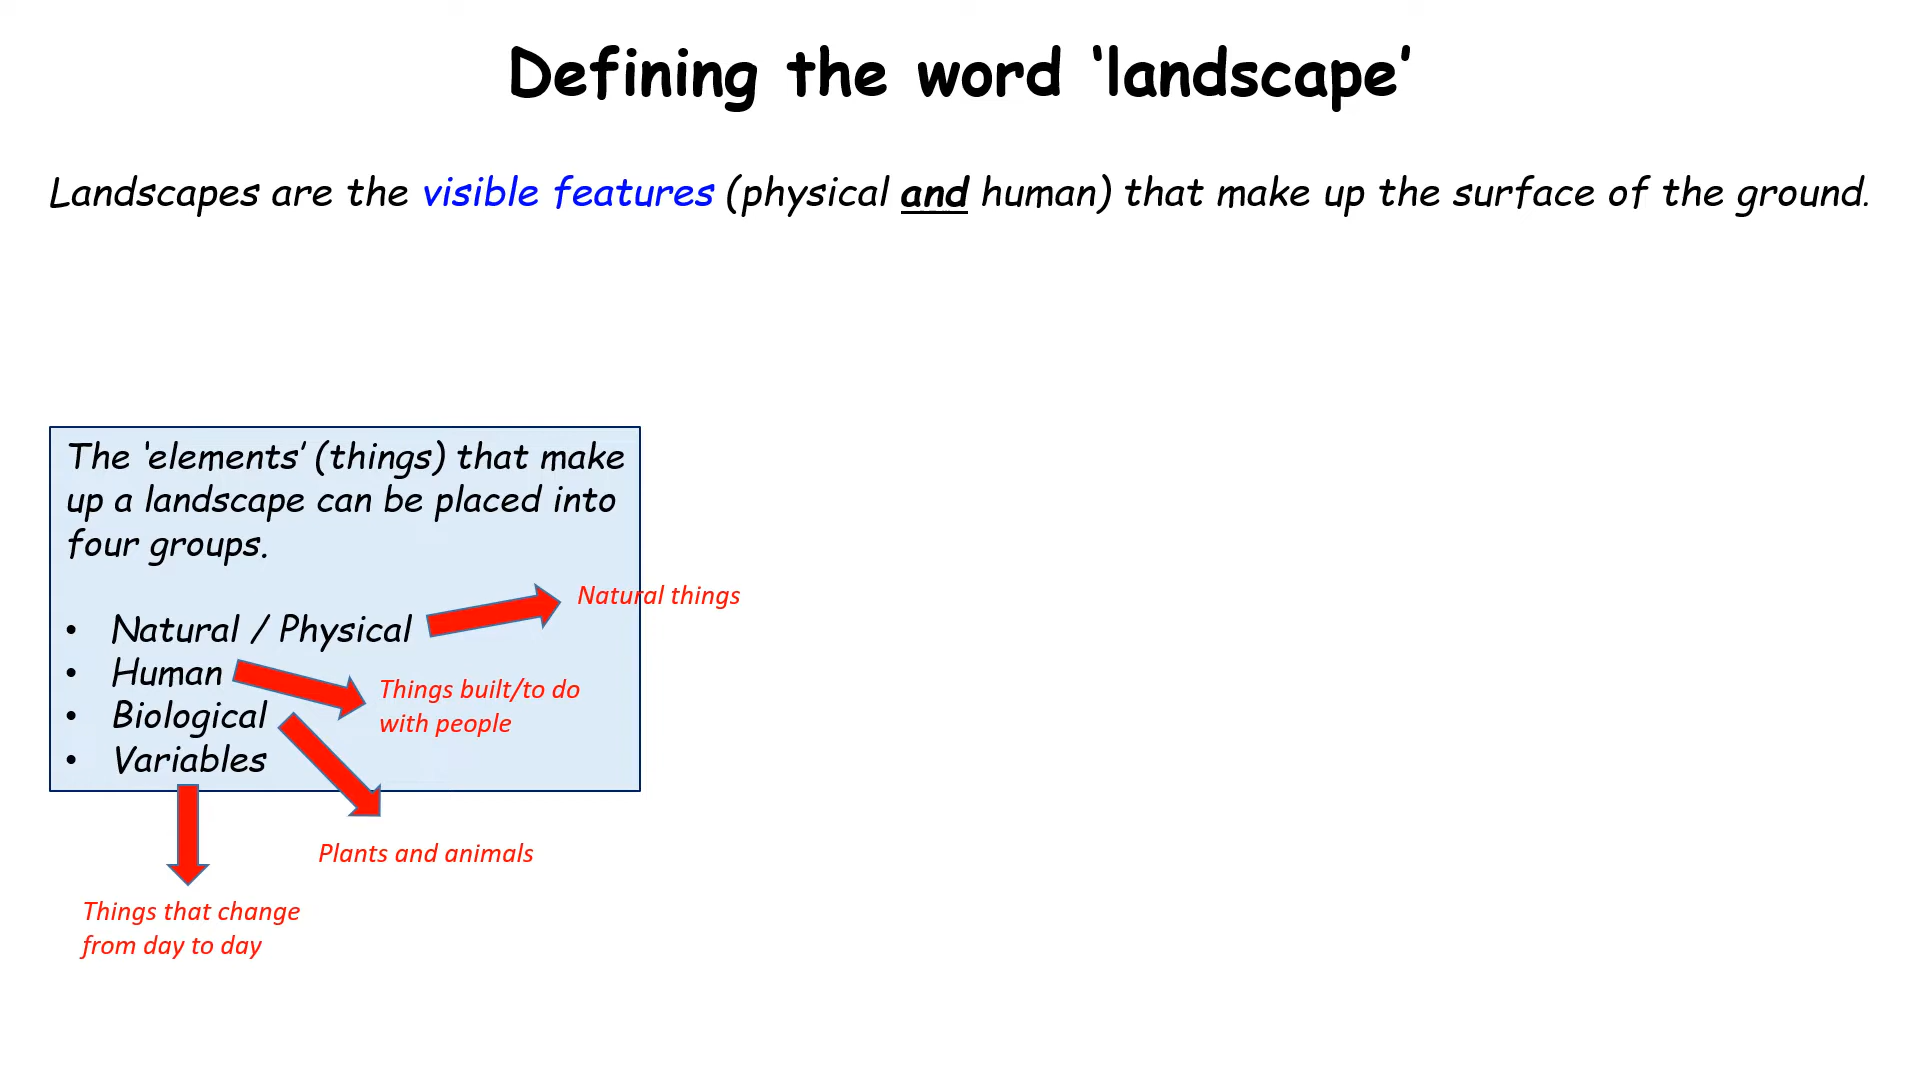 Defining the word ‘landscape’
Landscapes are the visible features (physical and human) that make up the surface of the ground.
The ‘elements’ (things) that make
up a landscape can be placed into
four groups.
• Natural / Physical
Natural things
• Human
Things built/to do
with people
• Biological
• Variables
Plants and animals
Things that change
from day to day